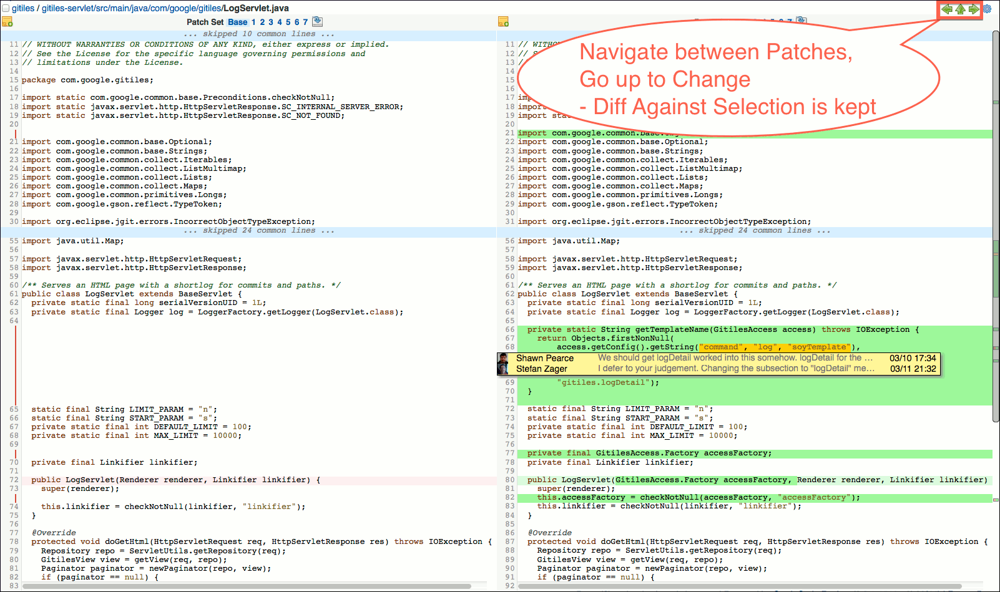 gitiles / gitiles-servlet/src/main/java/com/google/gitiles/LogServlet.java
Patch Set Base 1 2 3 4 5 6 7
... skipped 10 common lines ...
11 // WITHOUT WARRANTIES OR CONDITIONS OF ANY KIND, either express or implied.
12 // See the License for the specific language governing permissions and
13 // limitations under the License.
14
15 package com.google.gitiles;
16
17 import static com.google.common.base.Preconditions.checkNotNull;
18 import static javax.servlet.http.HttpServletResponse.SC_INTERNAL_SERVER_ERROR;
19 import static javax.servlet.http.HttpServletResponse.SC_NOT_FOUND;
20
21 import com.google.common.base.Optional;
22 import com.google.common.base.Strings;
23 import com.google.common.collect.Iterables;
24 import com.google.common.collect.ListMultimap;
25 import com.google.common.collect.Lists;
26 import com.google.common.collect.Maps;
27 import com.google.common.primitives.Longs;
28 import com.google.gson.reflect.TypeToken;
29
30 import org.eclipse.jgit.errors.IncorrectObjectTypeException;
... skipped 24 common lines ...
55 import java.util.Map;
56
57 import javax.servlet.http.HttpServletRequest;
58 import javax.servlet.http.HttpServletResponse;
59
60 /** Serves an HTML page with a shortlog for commits and paths. */
61 public class LogServlet extends BaseServlet {
62 private static final long serialVersionUID = 1L;
63 private static final Logger log = LoggerFactory.getLogger(LogServlet.class);
64
65 static final String LIMIT_PARAM = "n";
66 static final String START_PARAM = "s";
67 private static final int DEFAULT_LIMIT = 100;
68 private static final int MAX_LIMIT = 10000;
69
70 private final Linkifier linkifier;
71
72 public LogServlet(Renderer renderer, Linkifier linkifier) {
73 super(renderer);
74 this.linkifier = checkNotNull(linkifier, "linkifier");
75 }
76
77 @Override
78 protected void doGetHtml(HttpServletRequest req, HttpServletResponse res) throws IOException {
79 Repository repo = ServletUtils.getRepository(req);
80 GitilesView view = getView(req, repo);
81 Paginator paginator = newPaginator(repo, view);
82 if (paginator == null) {
83
Navigate between Patches,
Go up to Change
- Diff Against Selection is kept
11 // WITH
12 //
13 /
14
15
16
17 imp
18 import
19 import sta
20
21 import com.google.common.base.
22 import com.google.common.base.Optional;
23 import com.google.common.base.Strings;
24 import com.google.common.collect.Iterables;
25 import com.google.common.collect.ListMultimap;
26 import com.google.common.collect.Lists;
27 import com.google.common.collect.Maps;
28 import com.google.common.primitives.Longs;
29 import com.google.gson.reflect.TypeToken;
30
31 import org.eclipse.jgit.errors.IncorrectObjectTypeException;
... skipped 24 common lines ...
56 import java.util.Map;
57
58 import javax.servlet.http.HttpServletRequest;
59 import javax.servlet.http.HttpServletResponse;
60
61 /** Serves an HTML page with a shortlog for commits and paths. */
62 public class LogServlet extends BaseServlet {
63 private static final long serialVersionUID = 1L;
64 private static final Logger log = LoggerFactory.getLogger(LogServlet.class);
65
66 private static String getTemplateName(GitilesAccess access) throws IOException {
67 return Objects.firstNonNull(
68 access.getConfig().getString("command", "log", "soyTemplate"),
Shawn Pearce We should get logDetail worked into this somehow. logDetail for the ... 03/10 17:34
Stefan Zager I defer to your judgement. Changing the subsection to "logDetail" me... 03/11 21:32
69 "gitiles.logDetail");
70 }
71
72 static final String LIMIT_PARAM = "n";
73 static final String START_PARAM = "s";
74 private static final int DEFAULT_LIMIT = 100;
75 private static final int MAX_LIMIT = 10000;
76
77 private final GitilesAccess.Factory accessFactory;
78 private final Linkifier linkifier;
79
80 public LogServlet(GitilesAccess.Factory accessFactory, Renderer renderer, Linkifier linkifier)
81 super(renderer);
82 this.accessFactory = checkNotNull(accessFactory, "accessFactory");
83 this.linkifier = checkNotNull(linkifier, "linkifier");
84 }
85
86 @Override
87 protected void doGetHtml(HttpServletRequest req, HttpServletResponse res) throws IOException {
88 Repository repo = ServletUtils.getRepository(req);
89 GitilesView view = getView(req, repo);
90 Paginator paginator = newPaginator(repo, view);
91 if (paginator == null) {
92